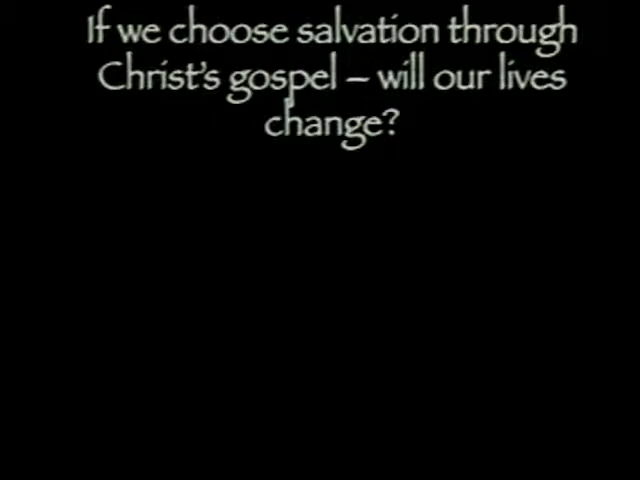 If we choose salvation through
Christ's gospel – will our lives
change?